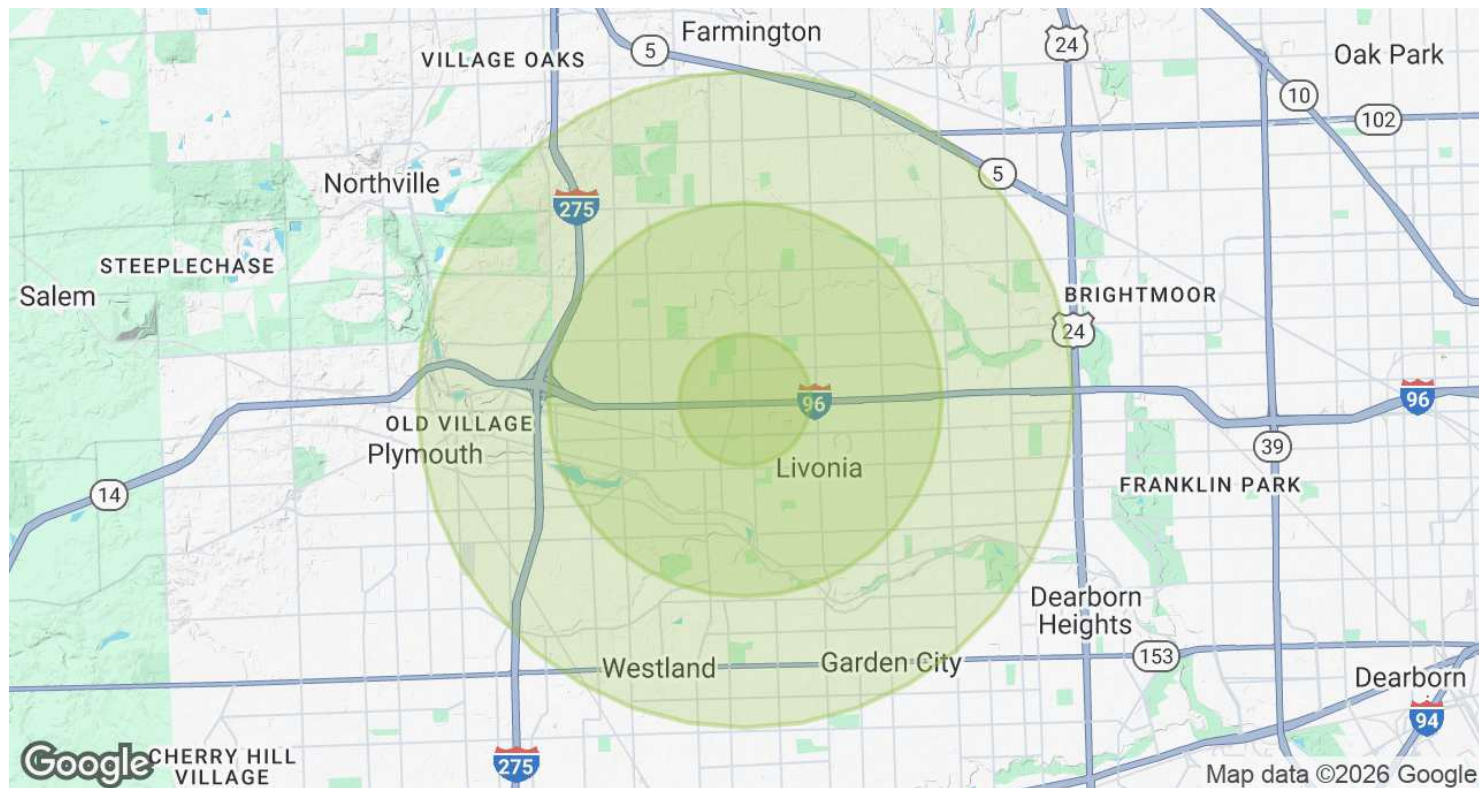 Farmington
5
24
VILLAGE OAKS
Oak Park
10
102
Northville
5
275
STEEPLECHASE
Salem
BRIGHTMOOR
24
96
96
OLD VILLAGE
Plymouth
Livonia
39
14
FRANKLIN PARK
Dearborn
Heights
Westland
Garden City
153
Dearborn
94
275
Google
CHERRY HILL
VILLAGE
Map data ©2026 Google